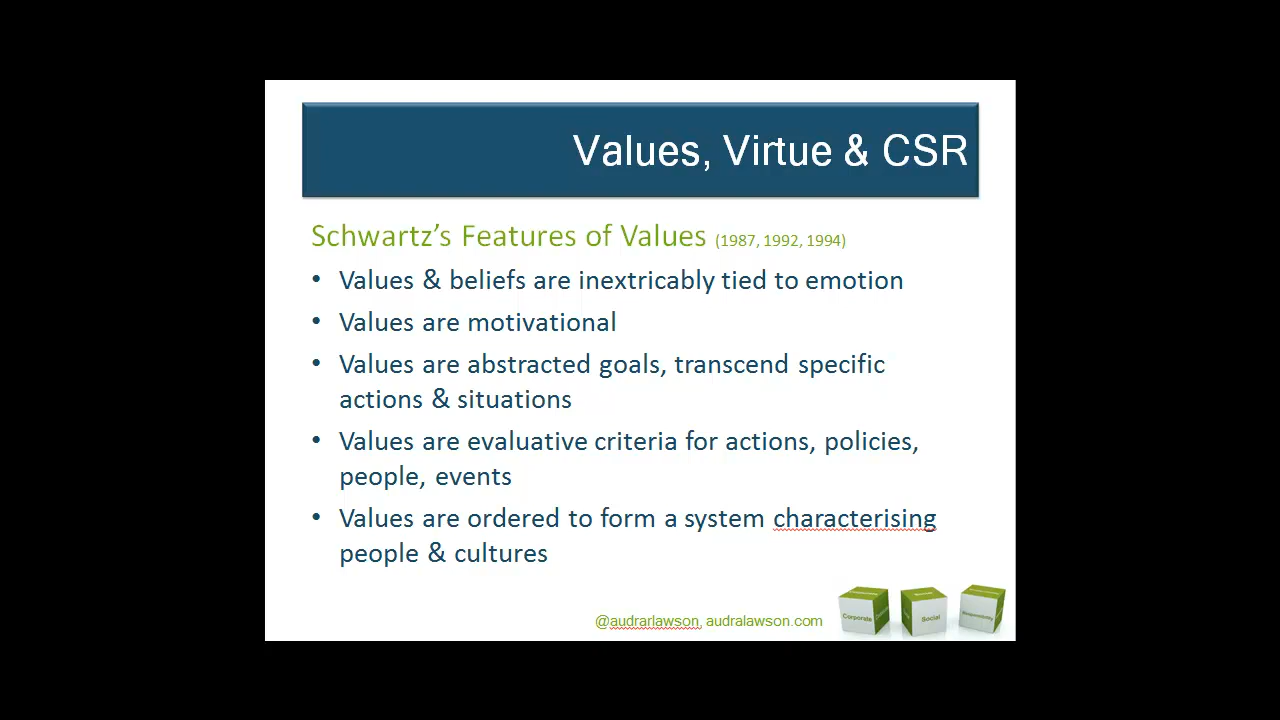 Values, Virtue & CSR
Schwartz’s Features of Values (1987, 1992, 1994)
• Values & beliefs are inextricably tied to emotion
• Values are motivational
• Values are abstracted goals, transcend specific
actions & situations
• Values are evaluative criteria for actions, policies,
people, events
• Values are ordered to form a system characterising
people & cultures
@audrarlawson, audralawson.com
Corporate
Social
Responsibility